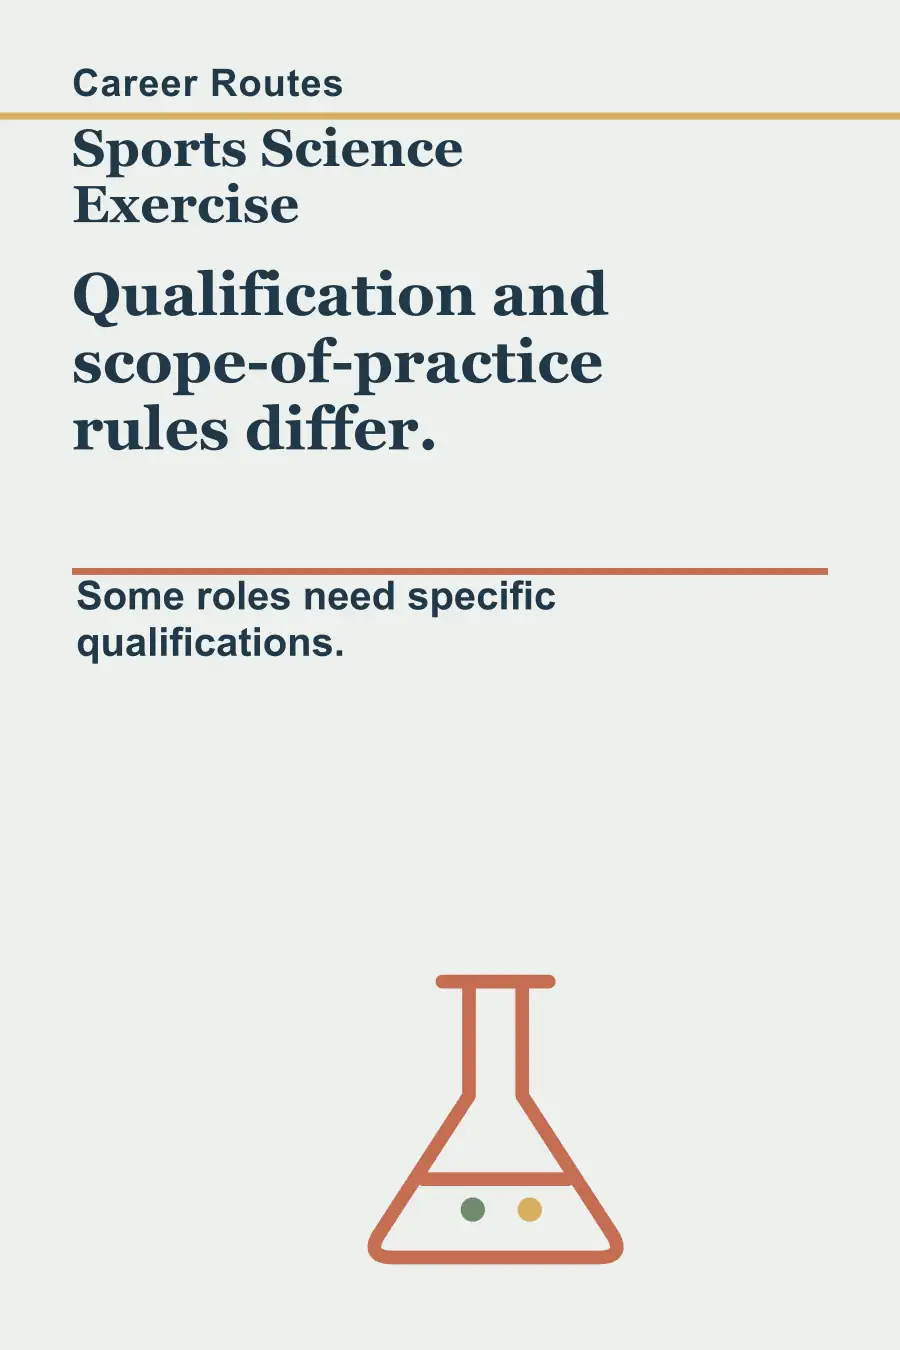 Career Routes
Sports Science
Exercise
Qualification and
scope-of-practice
rules differ.
Some roles need specific
qualifications.